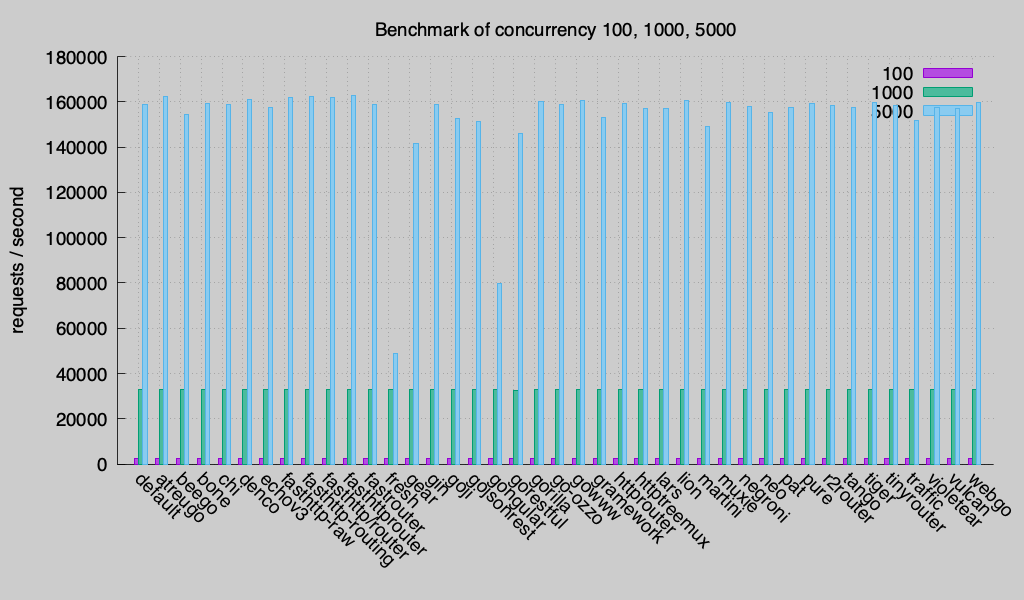 Benchmark of concurrency 100, 1000, 5000
requests / second
180000
160000
140000
120000
100000
80000
60000
40000
20000
0
100
1000
5000
default
atreugo
beego
bone
chi
denco
echov3
fasthttp-raw
fasthttp-routing
fasthttp/router
fasthttprouter
fastrouter
fresh
gear
gin
goji
gojsonrest
gongular
gorestful
gorilla
go-ozzo
gowww
gramework
httprouter
httptreemux
lars
lion
martini
muxie
negroni
neo
pat
pure
r2router
tango
tiger
tinyrouter
traffic
violetear
vulcan
webgo